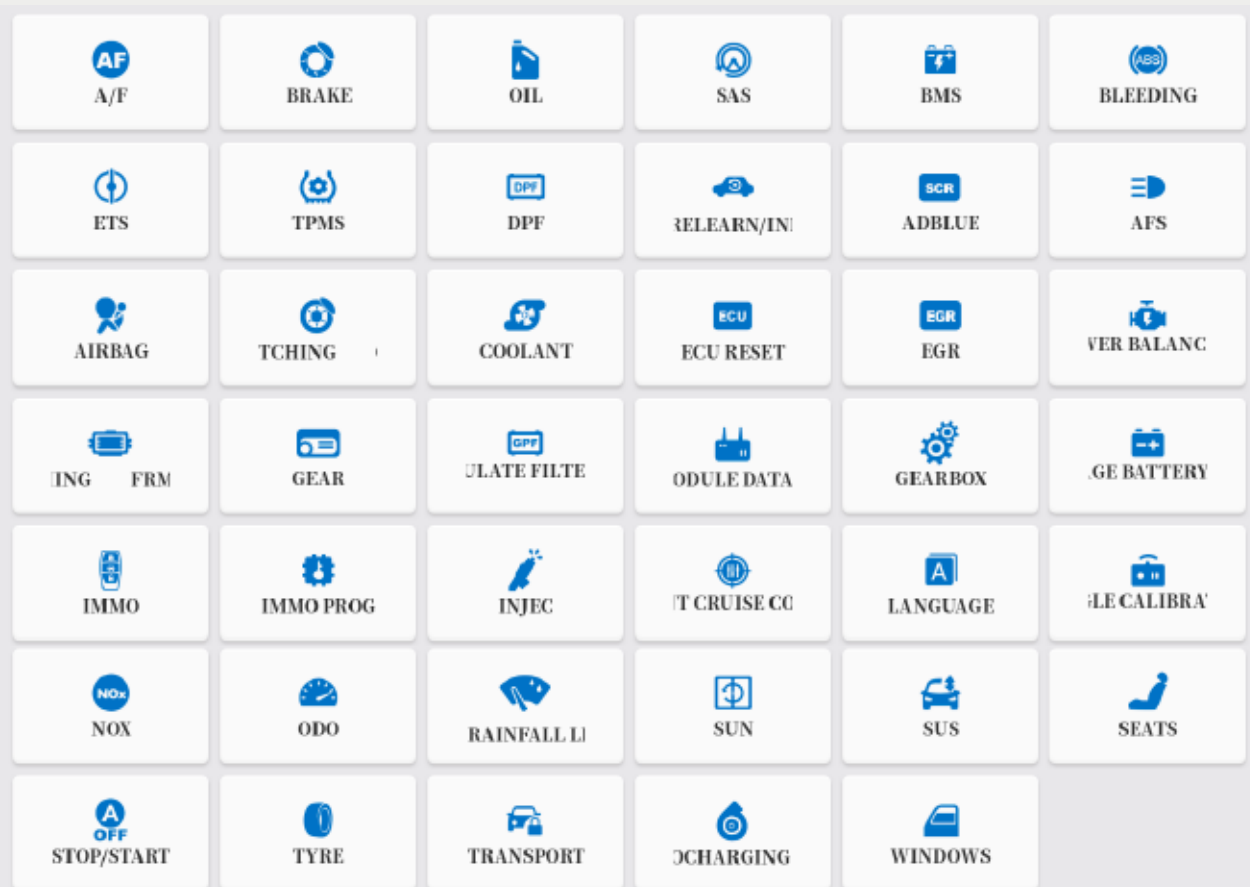 AF
A/F
BRAKE
OIL
SAS
BMS
ABS
BLEEDING
ETS
TPMS
DPF
DPF
RELEARN/INI
SCR
ADBLUE
AFS
AIRBAG
TCHING
COOLANT
ECU
ECU RESET
EGR
EGR
VER BALANC
ING FRM
GEAR
GPF
ULATE FILTE
ODULE DATA
GEARBOX
GE BATTERY
IMMO
IMMO PROG
INJEC
T CRUISE CO
A
LANGUAGE
LE CALIBRA
NOx
NOX
ODO
RAINFALL LI
SUN
SUS
SEATS
A
OFF
STOP/START
TYRE
TRANSPORT
OCHARGING
WINDOWS